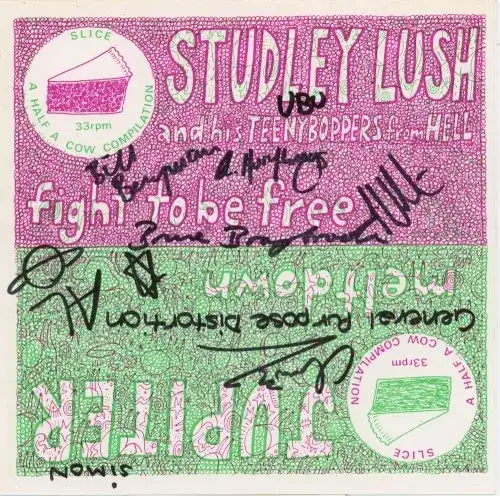 SLICE
A HALF A COW COMPILATION
33rpm
STUDLEY LUSH
UBU
and his TEENYBOPPERS from HELL
Bill
fight to be free
meltdown
General Purpose Distortion
A HALF A COW COMPILATION
33rpm
SLICE
JUPITER
SIMON